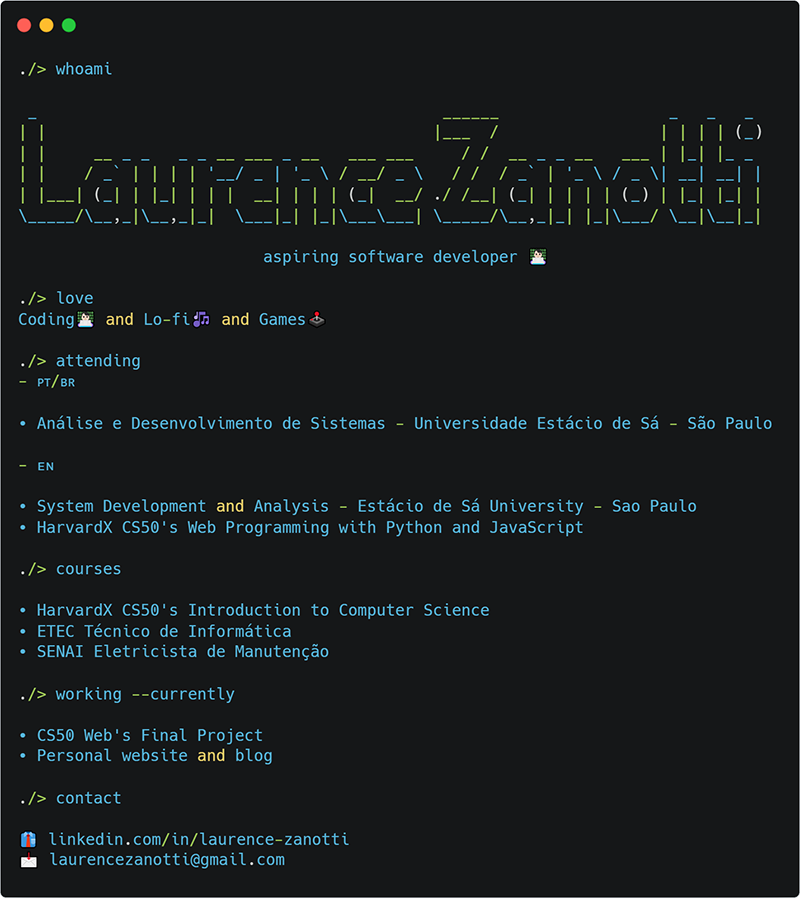 ./> whoami
Laurence Zanotti
aspiring software developer
./> love
Coding and Lo-fi and Games
./> attending
- ᴘᴛ/ʙʀ
• Análise e Desenvolvimento de Sistemas - Universidade Estácio de Sá - São Paulo
- ᴇɴ
• System Development and Analysis - Estácio de Sá University - Sao Paulo
• HarvardX CS50's Web Programming with Python and JavaScript
./> courses
• HarvardX CS50's Introduction to Computer Science
• ETEC Técnico de Informática
• SENAI Eletricista de Manutenção
./> working --currently
• CS50 Web's Final Project
• Personal website and blog
./> contact
linkedin.com/in/laurence-zanotti
laurencezanotti@gmail.com